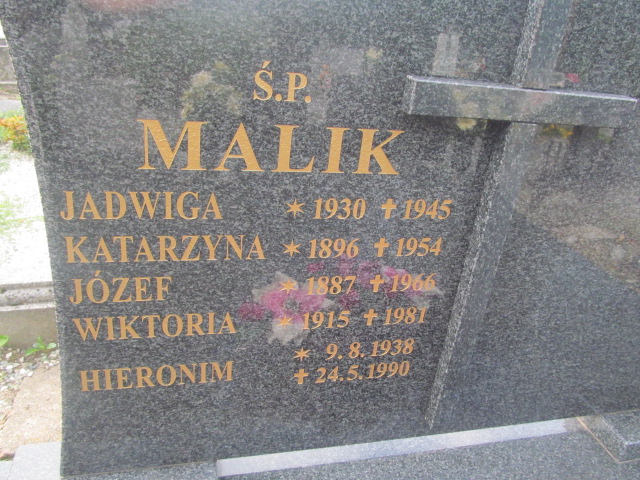 Ś.P.
MALIK
JADWIGA ✶ 1930 ✝ 1945
KATARZYNA ✶ 1896 ✝ 1954
JÓZEF ✶ 1887 ✝ 1966
WIKTORIA ✶ 1915 ✝ 1981
✶ 9.8.1938
HIERONIM ✝ 24.5.1990